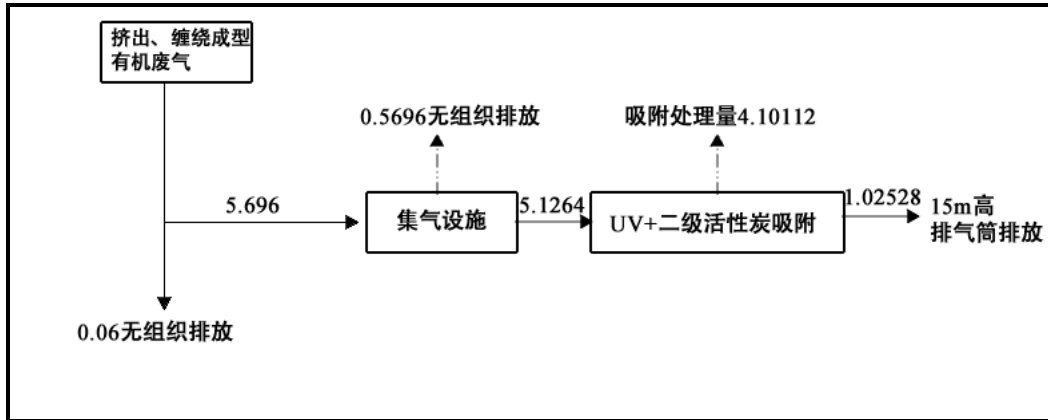 挤出、缠绕成型
有机废气
0.5696无组织排放
吸附处理量4.10112
5.696
集气设施
5.1264
UV+二级活性炭吸附
1.02528
15m高
排气筒排放
0.06无组织排放